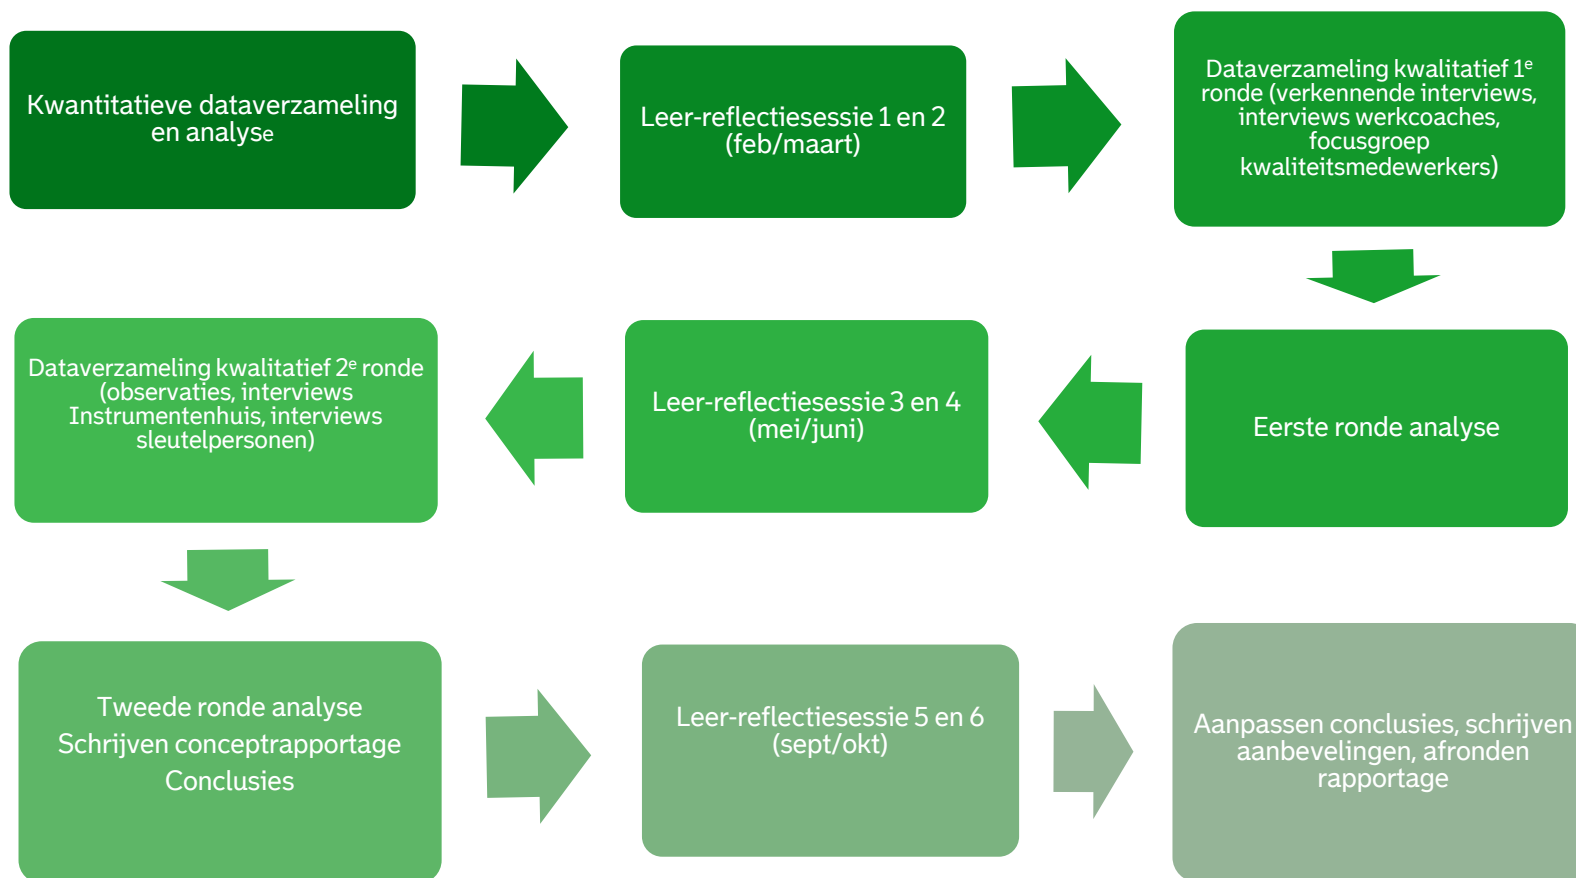 Kwantitatieve dataverzameling
en analyse
Leer-reflectiesessie 1 en 2
(feb/maart)
Dataverzameling kwalitatief 1e
ronde (verkennende interviews,
interviews werkcoaches,
focusgroep
kwaliteitsmedewerkers)
Dataverzameling kwalitatief 2e ronde
(observaties, interviews
Instrumentenhuis, interviews
sleutelpersonen)
Leer-reflectiesessie 3 en 4
(mei/juni)
Eerste ronde analyse
Tweede ronde analyse
Schrijven conceptrapportage
Conclusies
Leer-reflectiesessie 5 en 6
(sept/okt)
Aanpassen conclusies, schrijven
aanbevelingen, afronden
rapportage